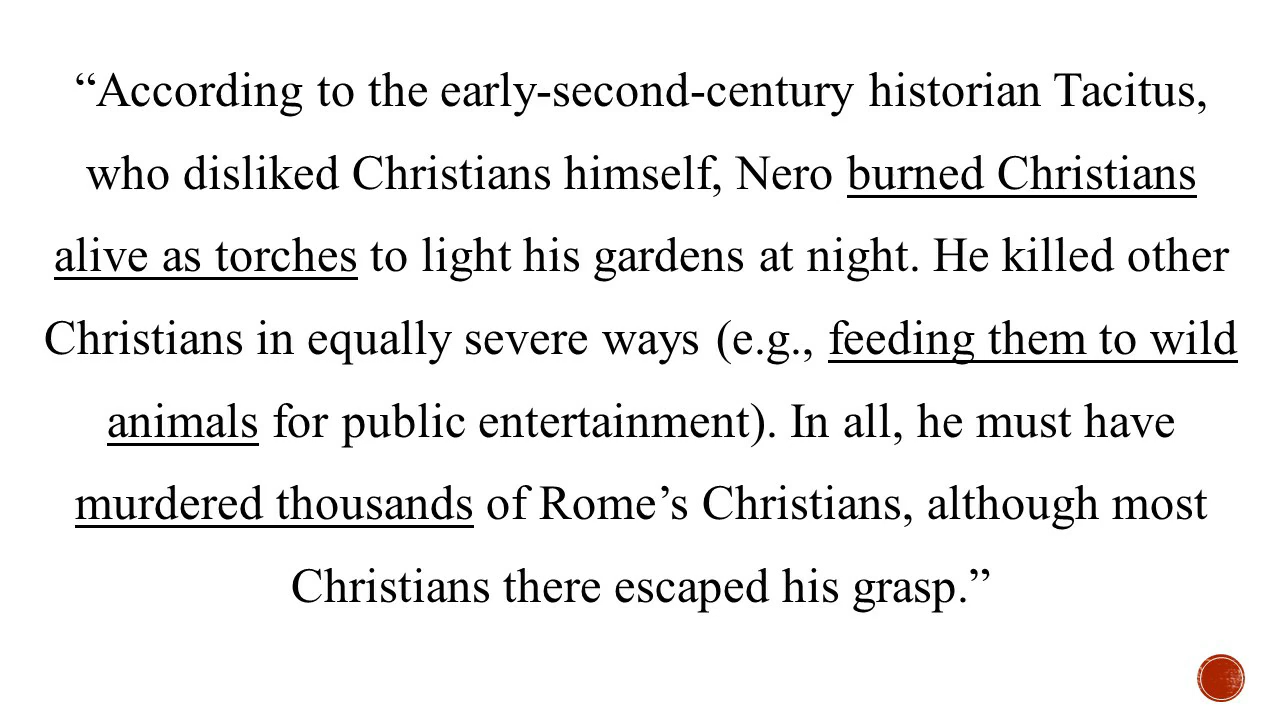 “According to the early-second-century historian Tacitus,
who disliked Christians himself, Nero burned Christians
alive as torches to light his gardens at night. He killed other
Christians in equally severe ways (e.g., feeding them to wild
animals for public entertainment). In all, he must have
murdered thousands of Rome’s Christians, although most
Christians there escaped his grasp.”